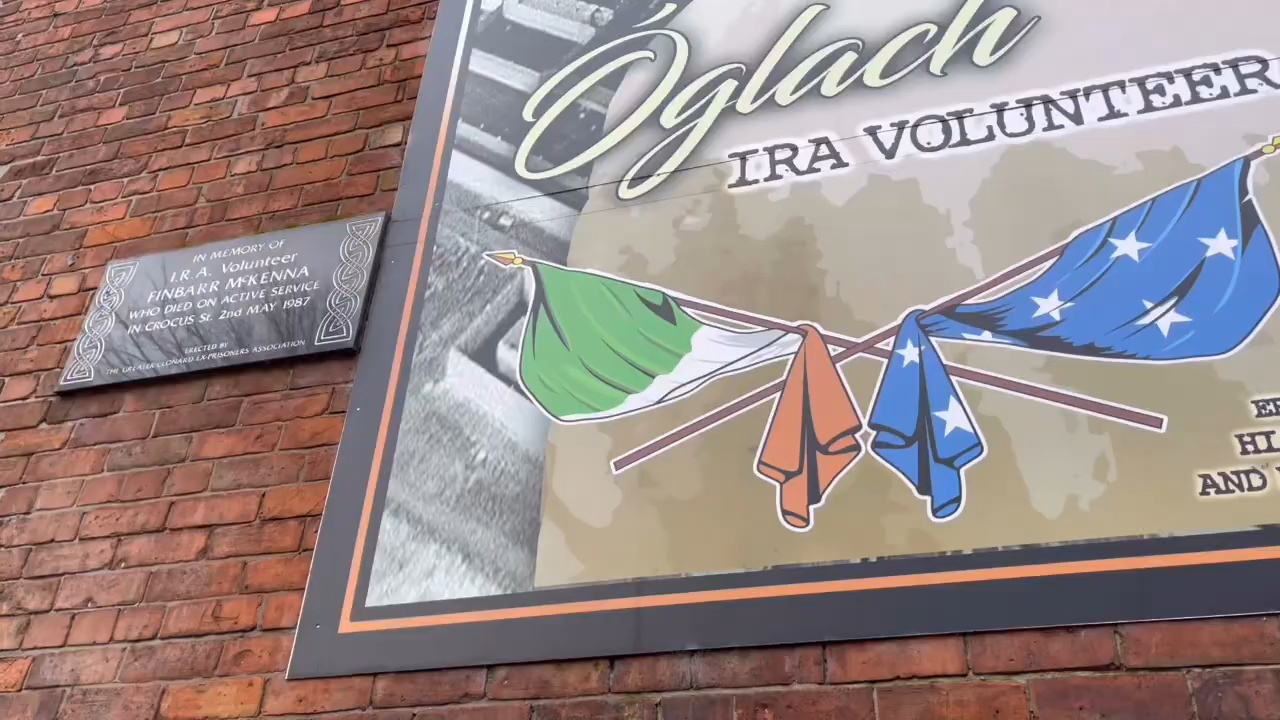 IN MEMORY OF
I.R.A. Volunteer
FINBARR McKENNA
WHO DIED ON ACTIVE SERVICE
IN CROCUS St. 2nd MAY 1987
ERECTED BY
THE GREATER CLONARD EX-PRISONERS ASSOCIATION
Óglach
IRA VOLUNTEER
AND